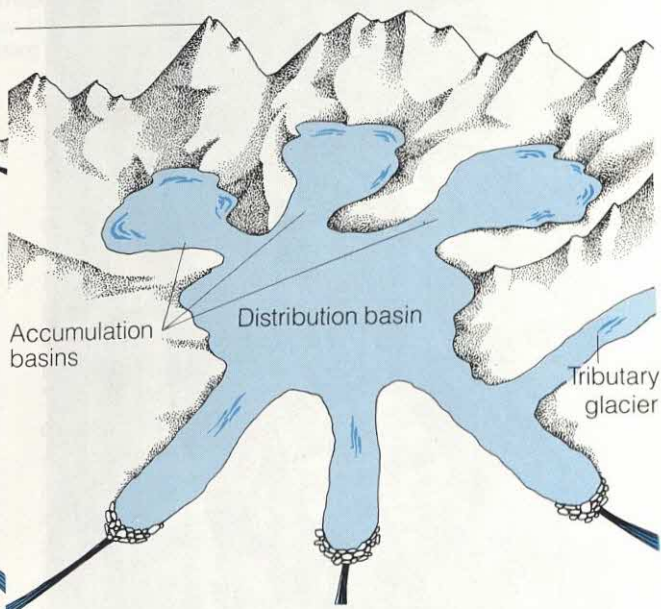 Accumulation
basins
Distribution basin
Tributary
glacier